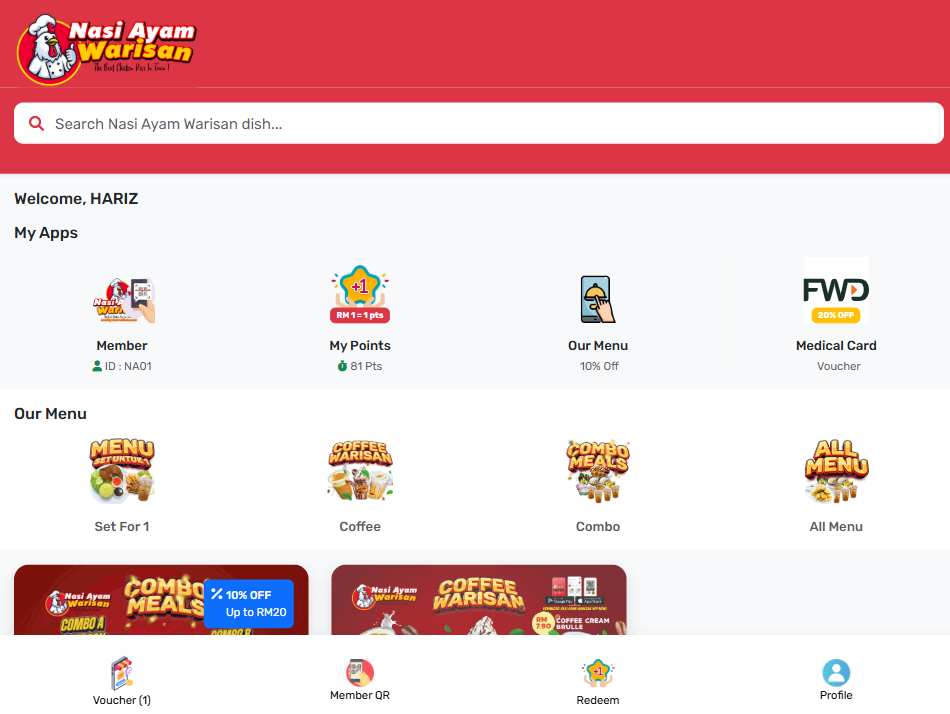 Nasi Ayam
Warisan
The Best Chicken Rice In Town !
Search Nasi Ayam Warisan dish...
Welcome, HARIZ
My Apps
+1
RM 1 = 1 pts
FWD
20% OFF
Member
My Points
Our Menu
Medical Card
ID : NA01
81 Pts
10% Off
Voucher
Our Menu
MENU
SET UNTUK 1
COFFEE
WARISAN
COMBO
MEALS
ALL
MENU
Set For 1
Coffee
Combo
All Menu
Nasi Ayam
Warisan
COMBO
MEALS
10% OFF
Up to RM20
COMBO A
COMBO B
Nasi Ayam
Warisan
COFFEE
WARISAN
RM
7.90
COFFEE CREAM
BRULLE
+1
Voucher (1)
Member QR
Redeem
Profile